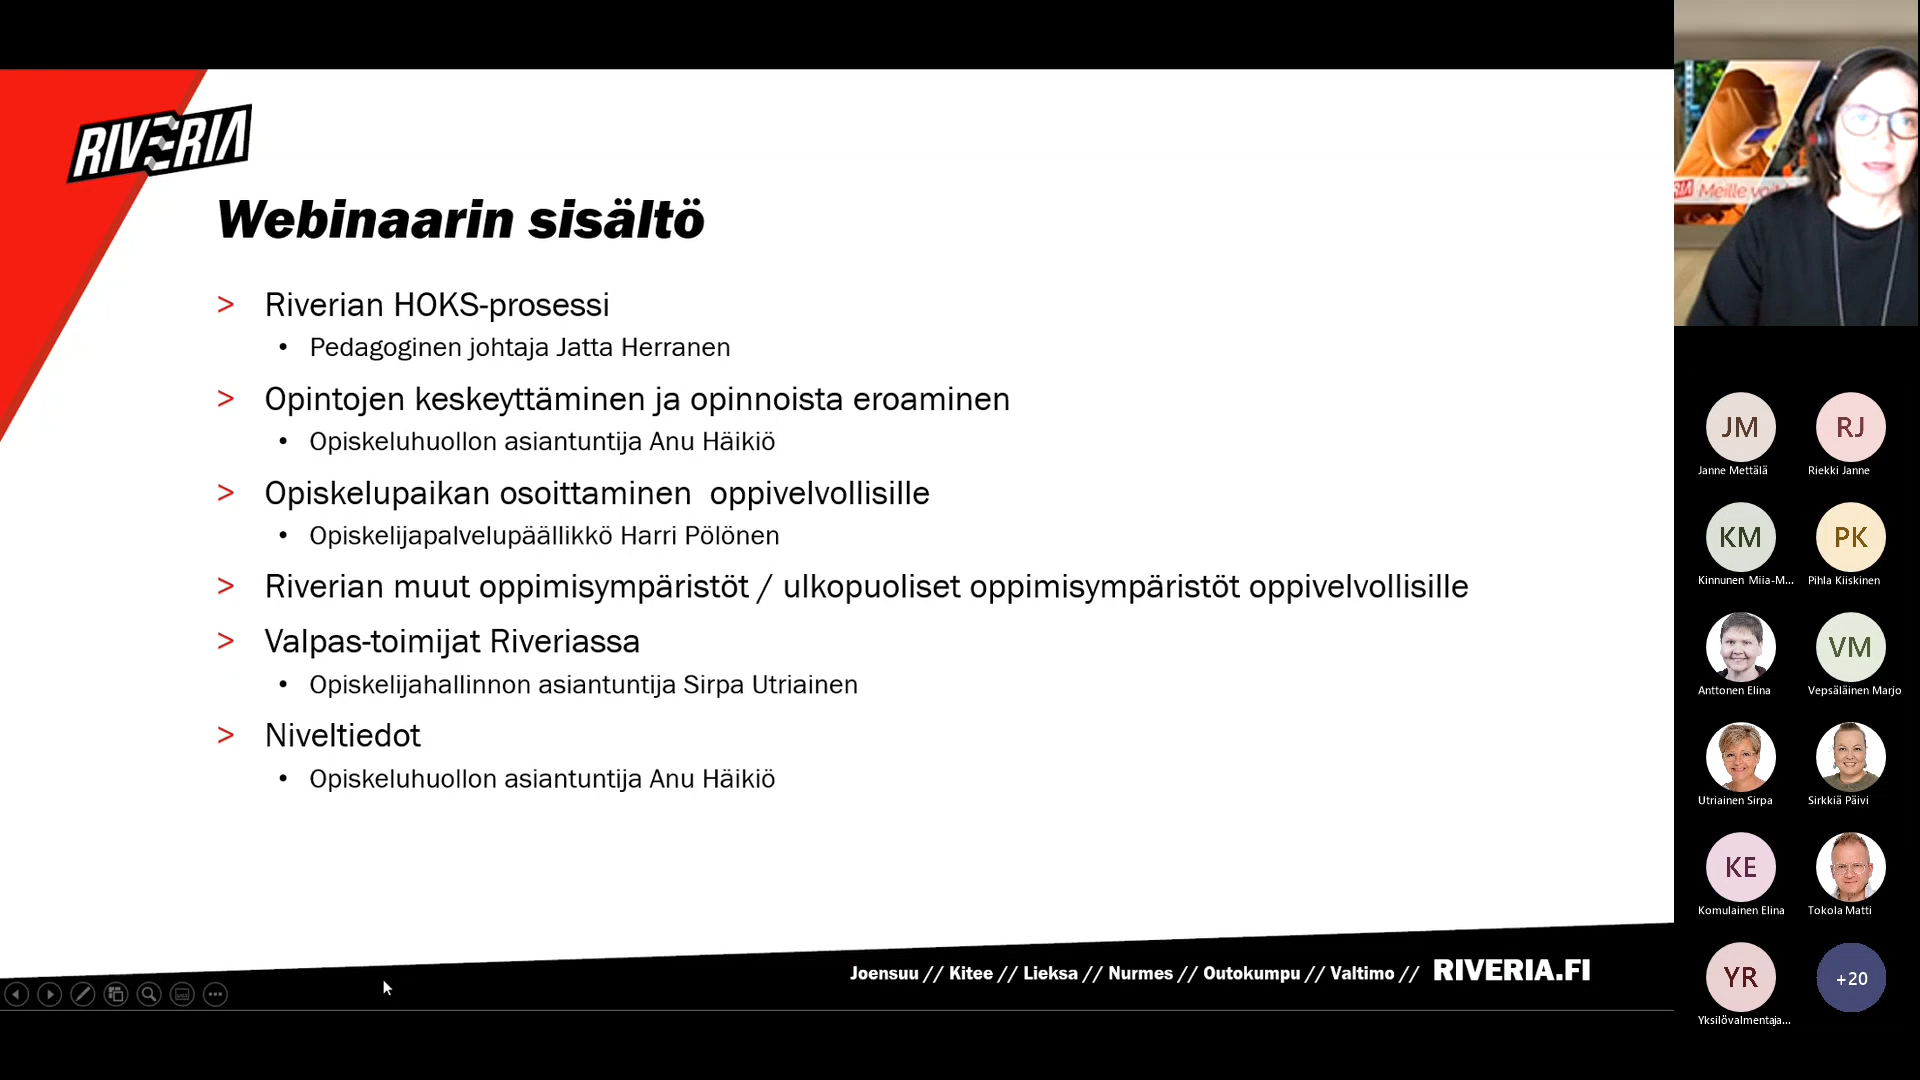 RIVERIA
Webinaarin sisältö
> Riverian HOKS-prosessi
• Pedagoginen johtaja Jatta Herranen
> Opintojen keskeyttäminen ja opinnoista eroaminen
• Opiskeluhuollon asiantuntija Anu Häikiö
> Opiskelupaikan osoittaminen  oppivelvollisille
• Opiskelijapalvelupäällikkö Harri Pölönen
> Riverian muut oppimisympäristöt / ulkopuoliset oppimisympäristöt oppivelvollisille
> Valpas-toimijat Riveriassa
• Opiskelijahallinnon asiantuntija Sirpa Utriainen
> Niveltiedot
• Opiskeluhuollon asiantuntija Anu Häikiö
Joensuu // Kitee // Lieksa // Nurmes // Outokumpu // Valtimo // RIVERIA.FI
Meille
JM RJ
Janne Mettälä Riekki Janne
KM PK
Kinnunen Miia-M... Pihla Kiiskinen
VM
Anttonen Elina Vepsäläinen Marjo
Utriainen Sirpa Sirkkiä Päivi
KE
Komulainen Elina Tokola Matti
YR +20
Yksilövalmentaja...